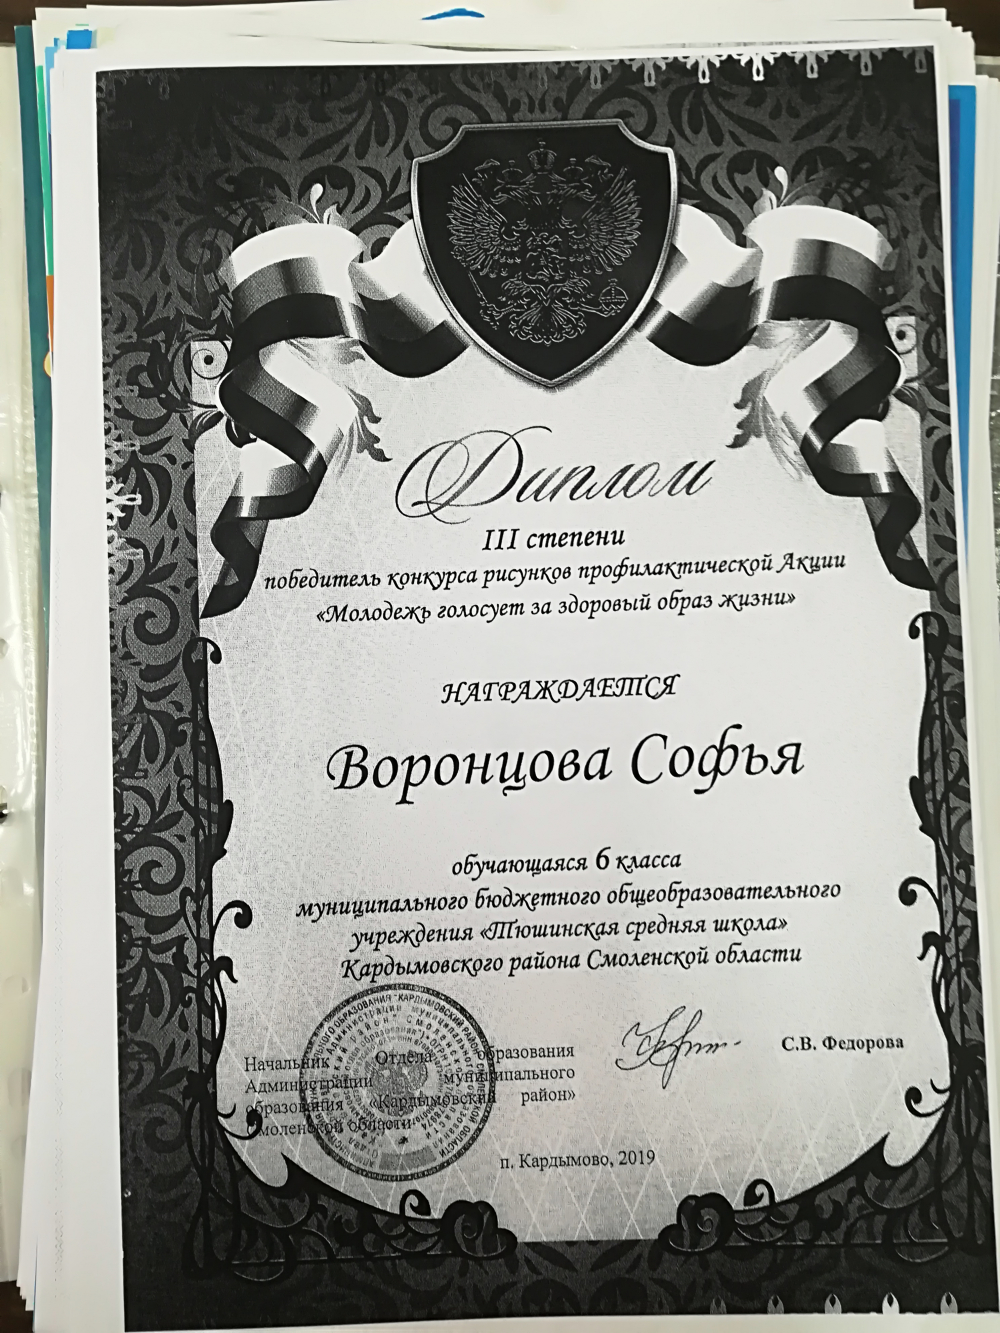 Диплом
III степени
победитель конкурса рисунков профилактической Акции
«Молодежь голосует за здоровый образ жизни»
НАГРАЖДАЕТСЯ
Воронцова Софья
обучающаяся 6 класса
муниципального бюджетного общеобразовательного
учреждения «Тюшинская средняя школа»
Кардымовского района Смоленской области
Начальник Отдела образования
Администрации муниципального
образования «Кардымовский район»
Смоленской области
С.В. Федорова
п. Кардымово, 2019